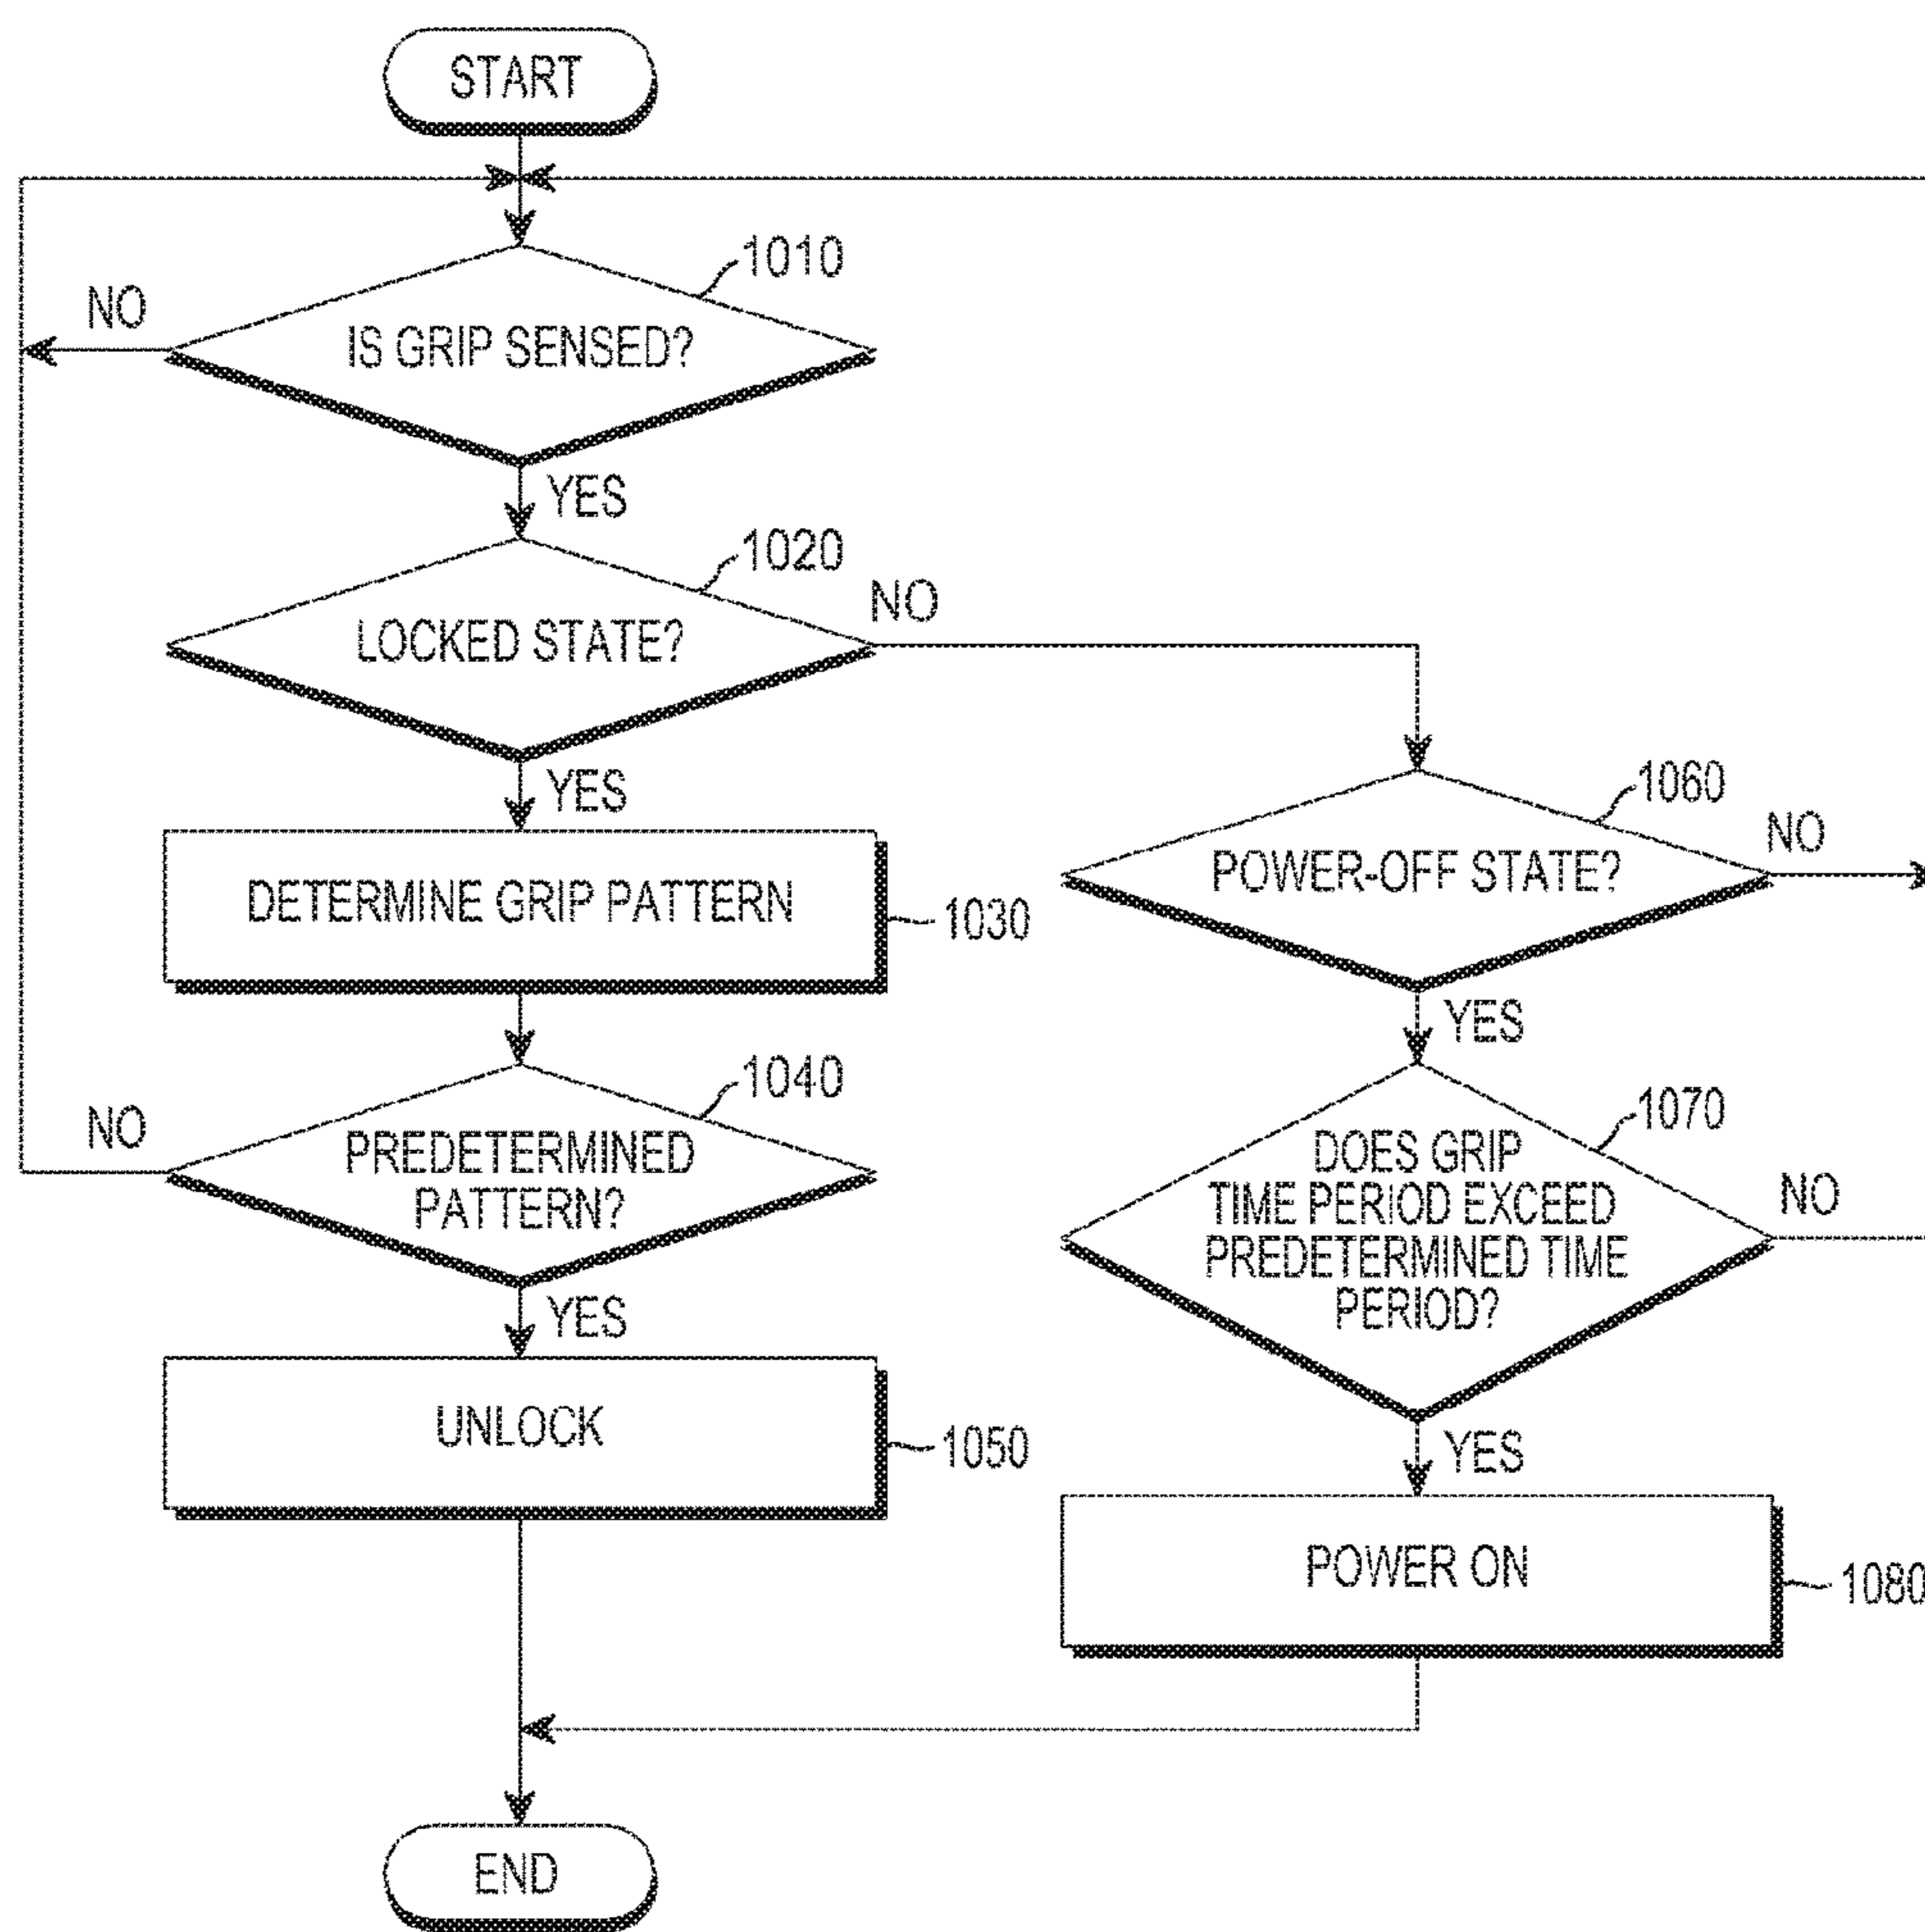 START
1010
NO
IS GRIP SENSED?
YES
1020
NO
LOCKED STATE?
YES
1060
NO
POWER-OFF STATE?
DETERMINE GRIP PATTERN
1030
YES
1040
1070
NO
PREDETERMINED
PATTERN?
DOES GRIP
TIME PERIOD EXCEED
PREDETERMINED TIME
PERIOD?
NO
YES
UNLOCK
1050
YES
POWER ON
1080
END